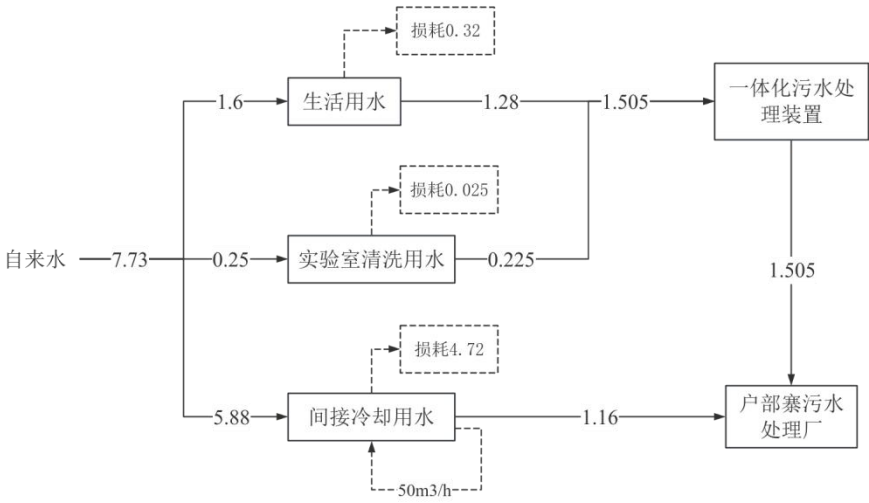 损耗0.32
1.6
生活用水
1.28
1.505
一体化污水处
理装置
损耗0.025
自来水
7.73
0.25
实验室清洗用水
0.225
1.505
损耗4.72
5.88
间接冷却用水
1.16
户部寨污水
处理厂
50m3/h